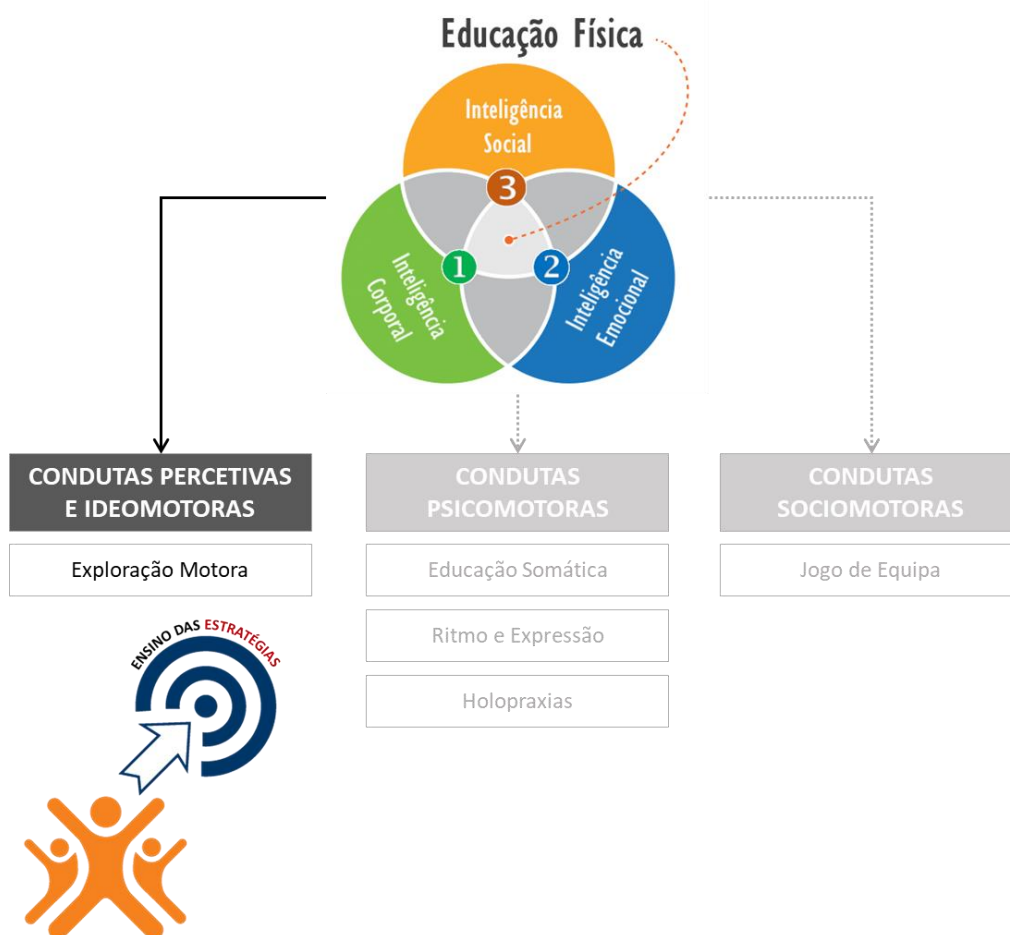 Educação Física
Inteligência
Social
3
1
2
Inteligência
Corporal
Inteligência
Emocional
CONDUTAS PERCETIVAS
E IDEOMOTORAS
CONDUTAS
PSICOMOTORAS
CONDUTAS
SOCIOMOTORAS
Exploração Motora
Educação Somática
Jogo de Equipa
Ritmo e Expressão
Holopraxias
ENSINO DAS ESTRATÉGIAS